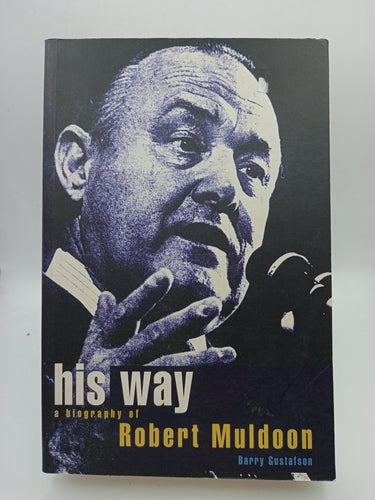 his way
a biography of
Robert Muldoon
Barry Gustafson